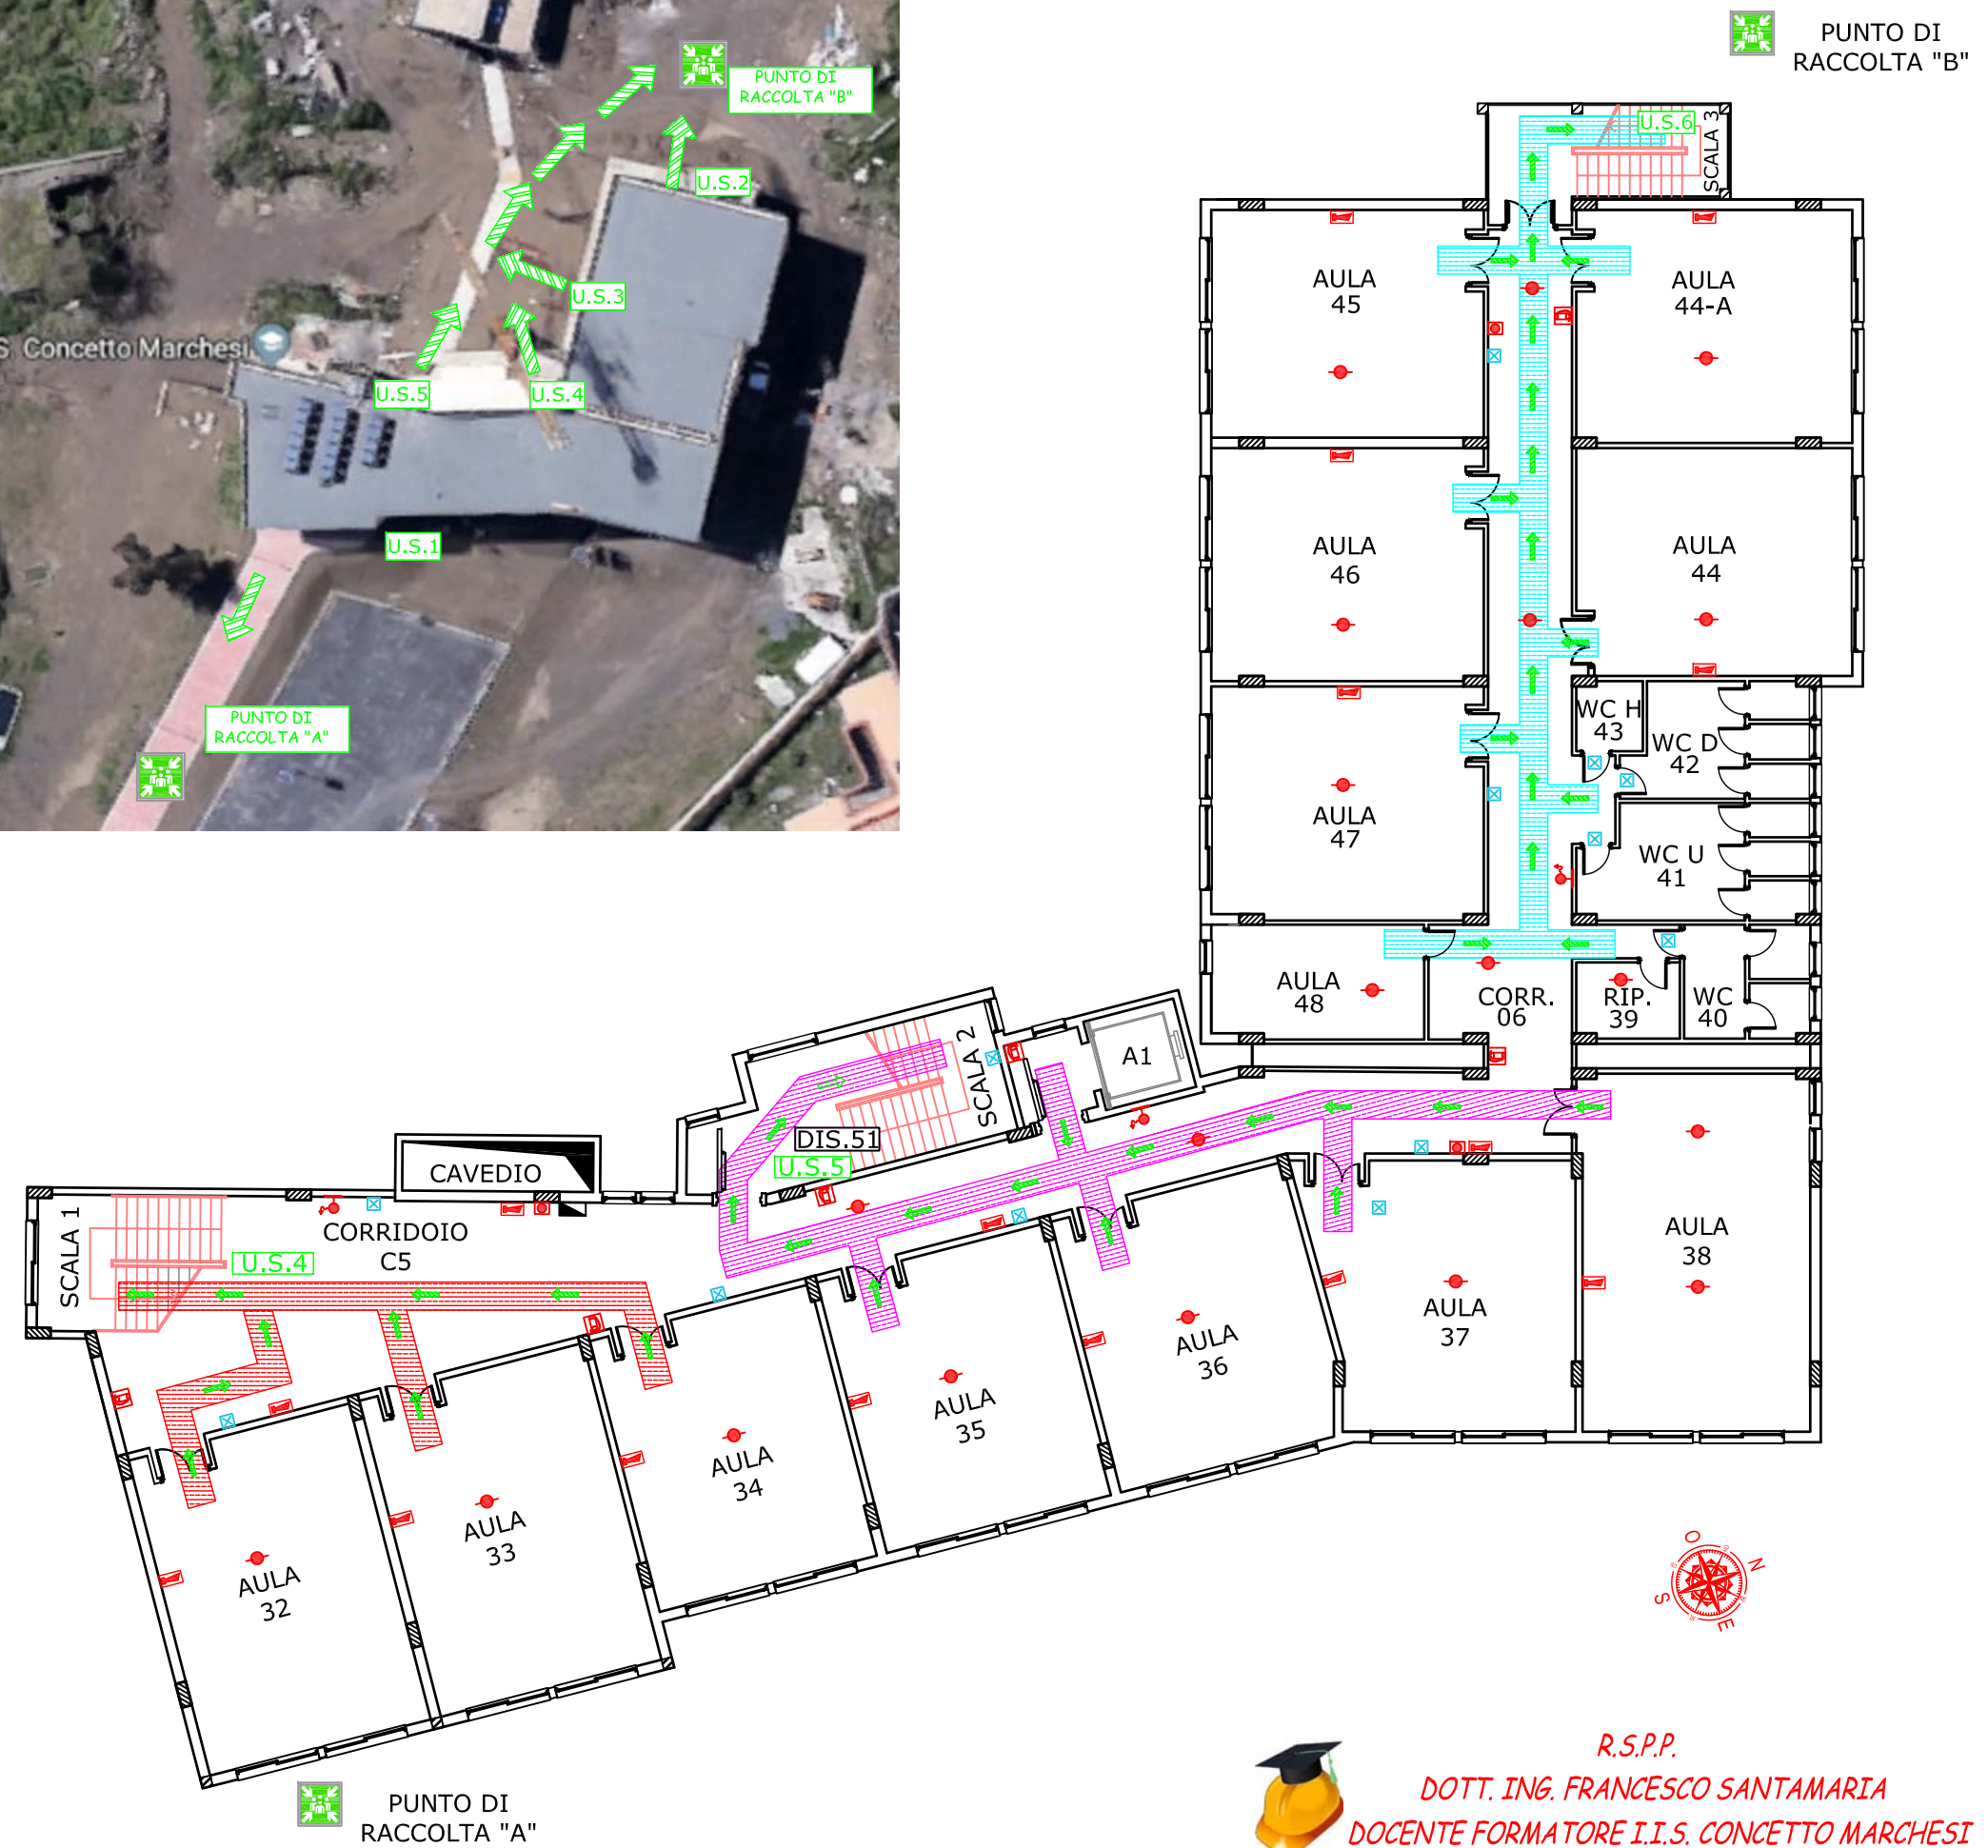 PUNTO DI
RACCOLTA "B"
U.S.2
U.S.3
S Concetto Marchesi
U.S.5
U.S.4
U.S.1
PUNTO DI
RACCOLTA "A"
PUNTO DI
RACCOLTA "B"
U.S.6
SCALA 3
AULA
45
AULA
44-A
AULA
46
AULA
44
WC H
43
WC D
42
AULA
47
WC U
41
AULA
48
CORR.
06
RIP.
39
WC
40
A1
SCALA 2
DIS.51
U.S.5
CAVEDIO
SCALA 1
CORRIDOIO
C5
U.S.4
AULA
38
AULA
37
AULA
36
AULA
35
AULA
34
AULA
33
AULA
32
O
N
S
E
PUNTO DI
RACCOLTA "A"
R.S.P.P.
DOTT. ING. FRANCESCO SANTAMARIA
DOCENTE FORMATORE I.I.S. CONCETTO MARCHESI